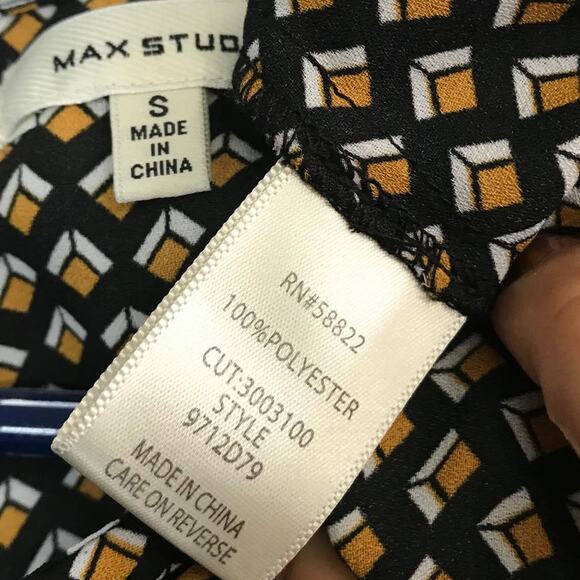 MAX STUD
S
MADE
IN
CHINA
RN#58822
100%POLYESTER
CUT:3003100
STYLE
9712D79
MADE IN CHINA
CARE ON REVERSE